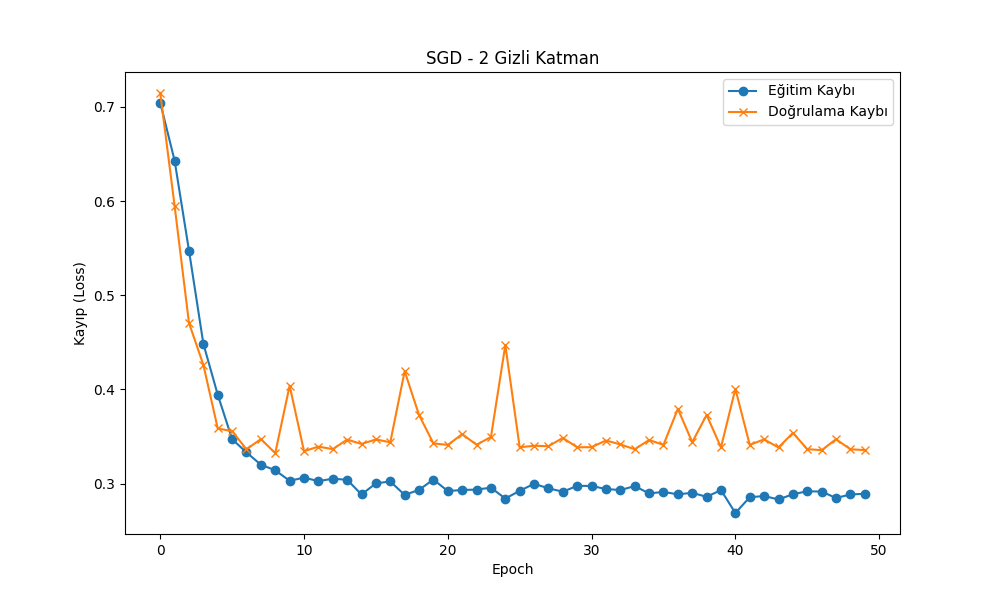 SGD - 2 Gizli Katman
Eğitim Kaybı
Doğrulama Kaybı
Kayıp (Loss)
0.7
0.6
0.5
0.4
0.3
0 10 20 30 40 50
Epoch